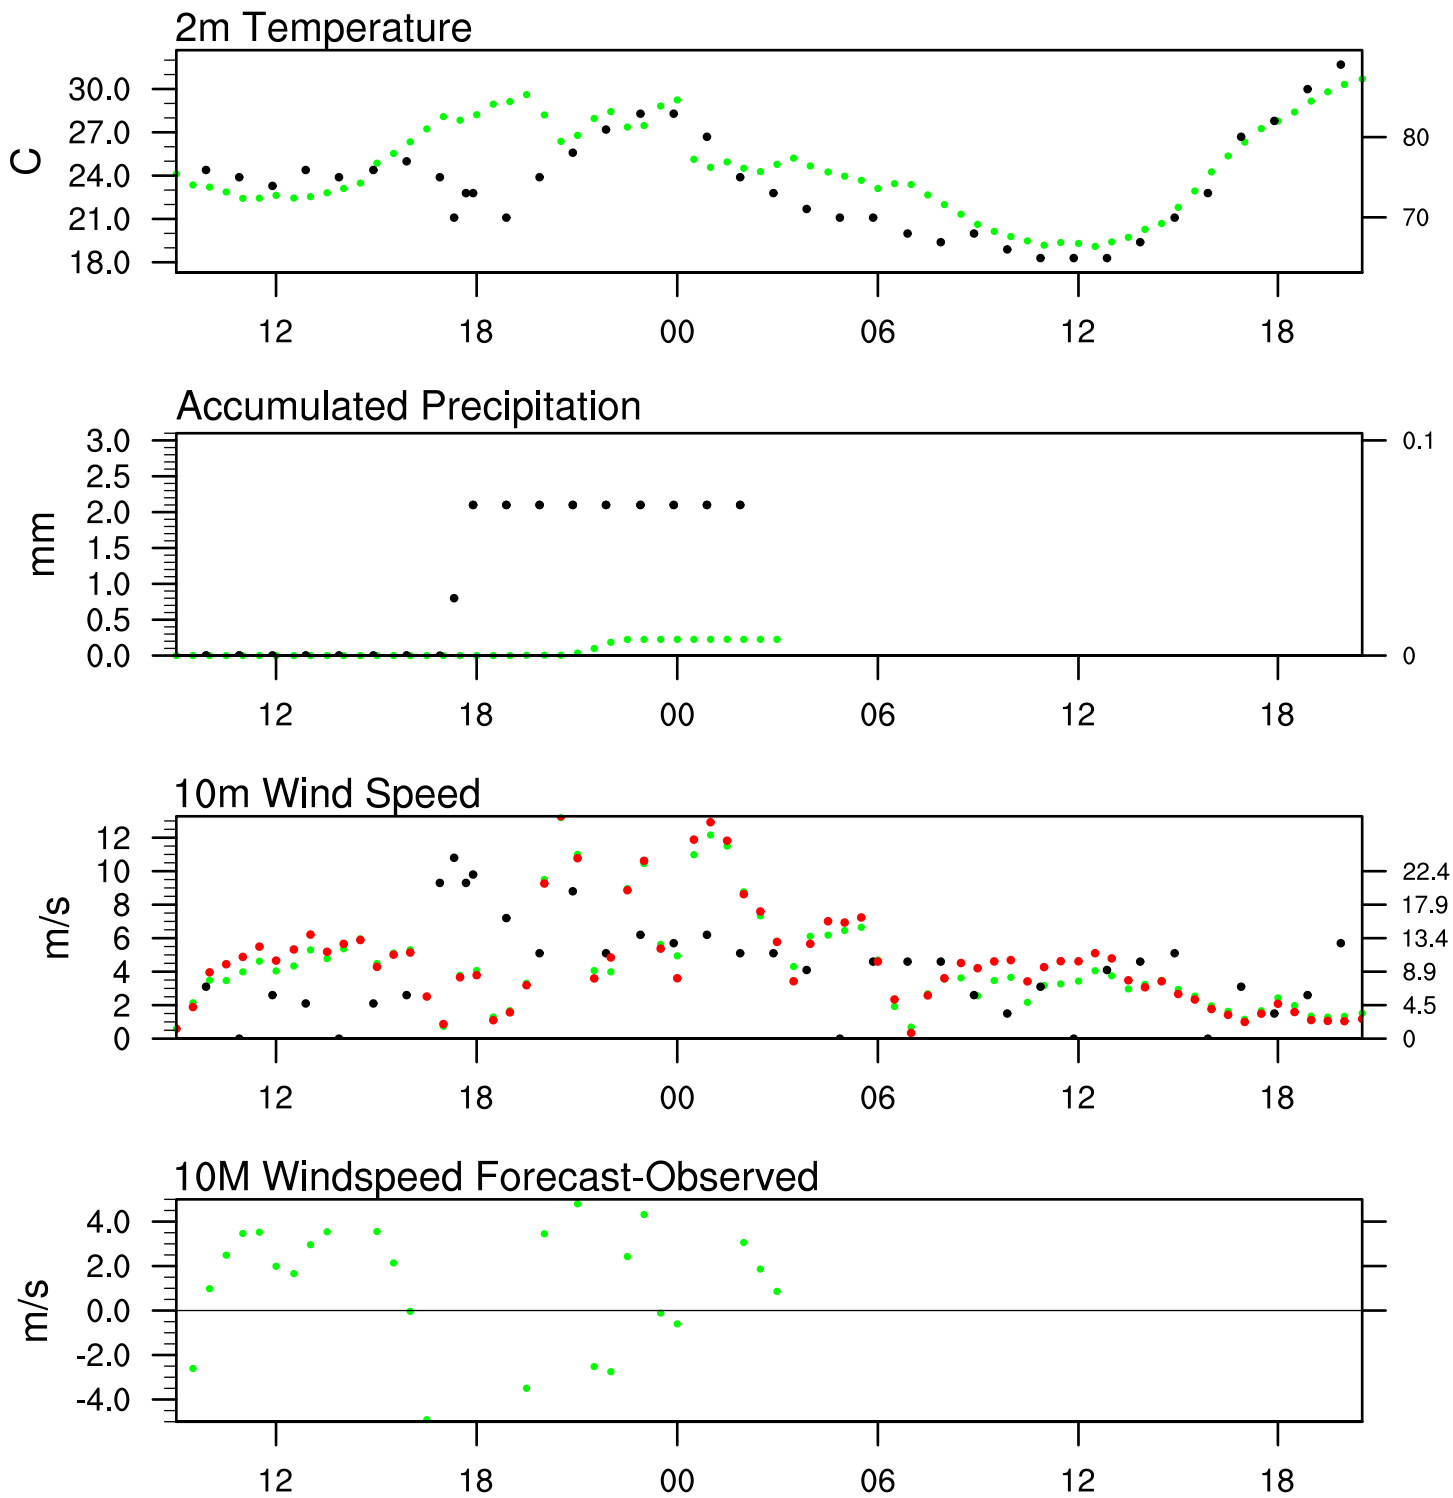 2m Temperature
30.0
27.0
24.0
21.0
18.0
C
80
70
12 18 00 06 12 18
Accumulated Precipitation
3.0
2.5
2.0
1.5
1.0
0.5
0.0
mm
0.1
0
12 18 00 06 12 18
10m Wind Speed
12
10
8
6
4
2
0
m/s
22.4
17.9
13.4
8.9
4.5
0
12 18 00 06 12 18
10M Windspeed Forecast-Observed
4.0
2.0
0.0
-2.0
-4.0
m/s
12 18 00 06 12 18